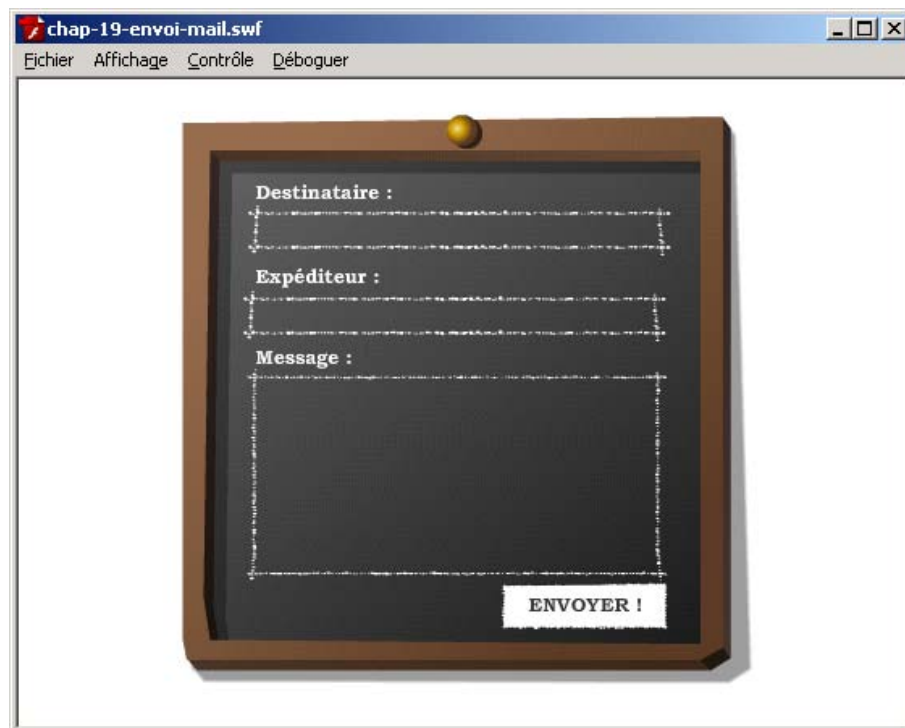 chap-19-envoi-mail.swf
Fichier Affichage Contrôle Déboguer
Destinataire :
Expéditeur :
Message :
ENVOYER !